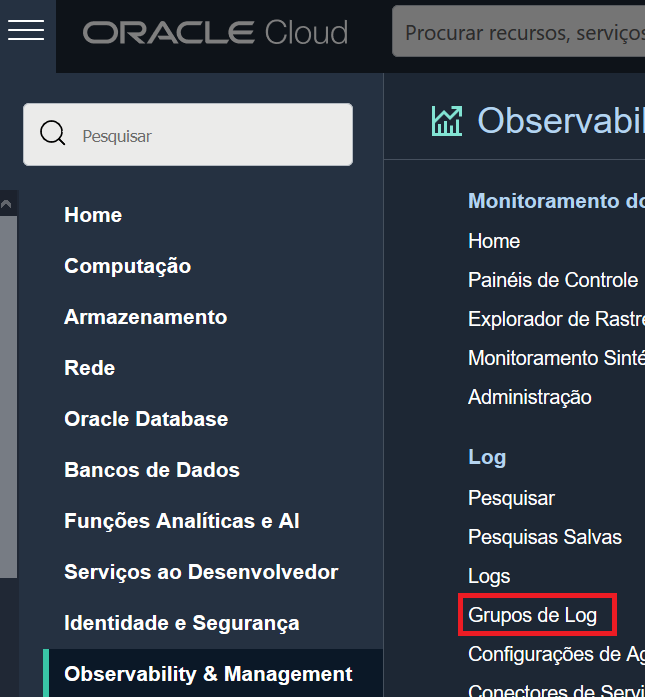 ORACLE Cloud
Procurar recursos, serviços
Pesquisar
Home
Computação
Armazenamento
Rede
Oracle Database
Bancos de Dados
Funções Analíticas e AI
Serviços ao Desenvolvedor
Identidade e Segurança
Observability & Management
Observabil
Monitoramento do
Home
Painéis de Controle
Explorador de Rastre
Monitoramento Sinté
Administração
Log
Pesquisar
Pesquisas Salvas
Logs
Grupos de Log
Configurações de Ag
Conectores de Servi